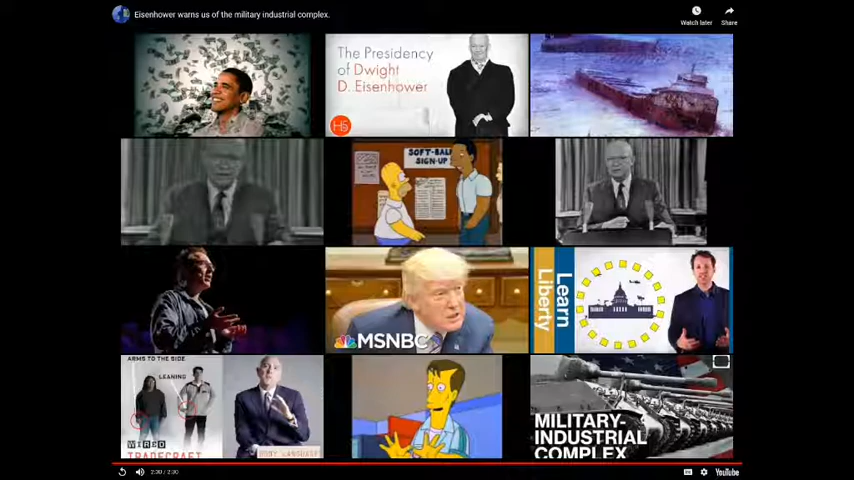 Eisenhower warns us of the military industrial complex.
Watch later
Share
The Presidency
of Dwight
D. Eisenhower
SOFT-BALL
SIGN-UP
MSNBC
Learn
Liberty
ARMS TO THE SIDE
LEANING
WIRED
TRADECRAFT
BODY LANGUAGE
MILITARY-
INDUSTRIAL
COMPLEX
2:30 / 2:30
YouTube